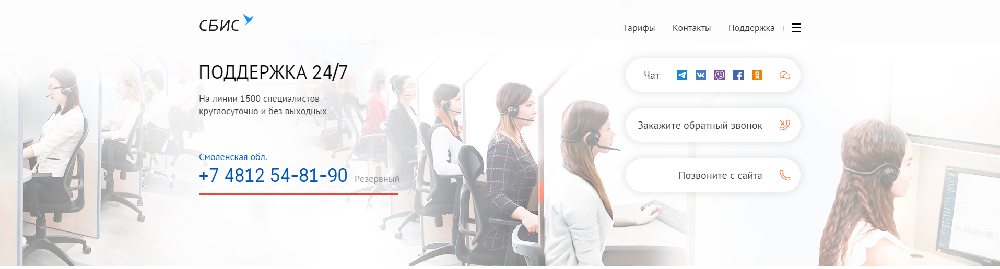 СБИС
Тарифы
Контакты
Поддержка
ПОДДЕРЖКА 24/7
На линии 1500 специалистов —
круглосуточно и без выходных
Смоленская обл.
+7 4812 54-81-90 Резервный
Чат
Закажите обратный звонок
Позвоните с сайта